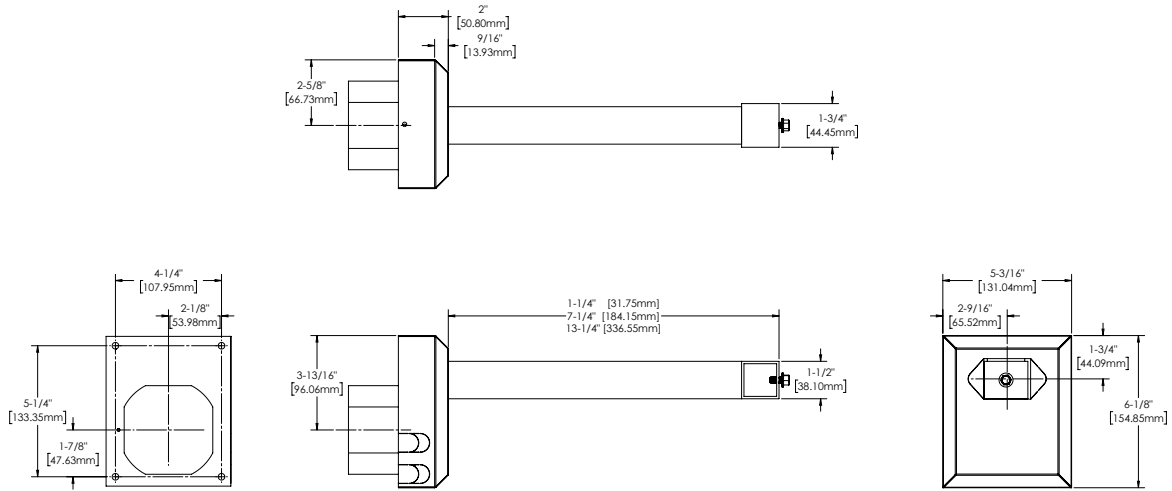 2"
[50.80mm]
9/16"
[13.93mm]
2-5/8"
[66.73mm]
1-3/4"
[44.45mm]
4-1/4"
[107.95mm]
2-1/8"
[53.98mm]
5-1/4"
[133.35mm]
1-7/8"
[47.63mm]
1-1/4" [31.75mm]
7-1/4" [184.15mm]
13-1/4" [336.55mm]
3-13/16"
[96.06mm]
1-1/2"
[38.10mm]
5-3/16"
[131.04mm]
2-9/16"
[65.52mm]
1-3/4"
[44.09mm]
6-1/8"
[154.85mm]